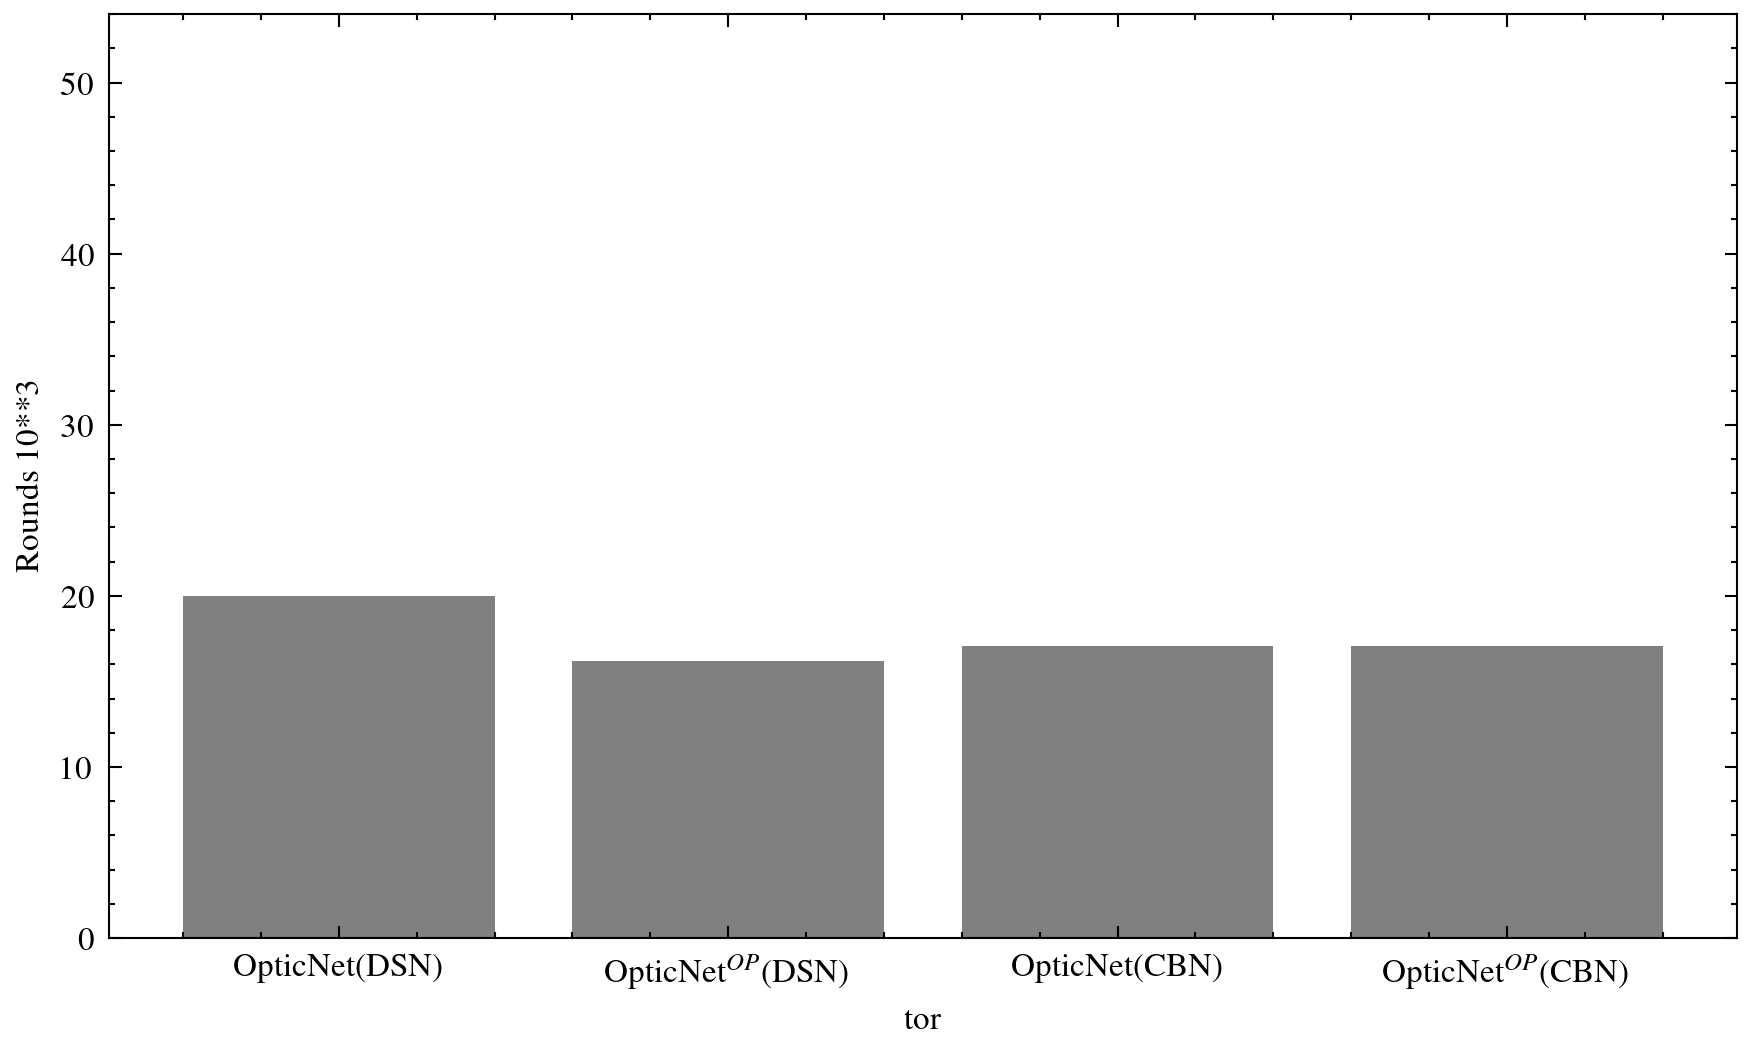 50
40
30
20
10
0
Rounds 10**3
OpticNet(DSN)
OpticNet^OP(DSN)
OpticNet(CBN)
OpticNet^OP(CBN)
tor